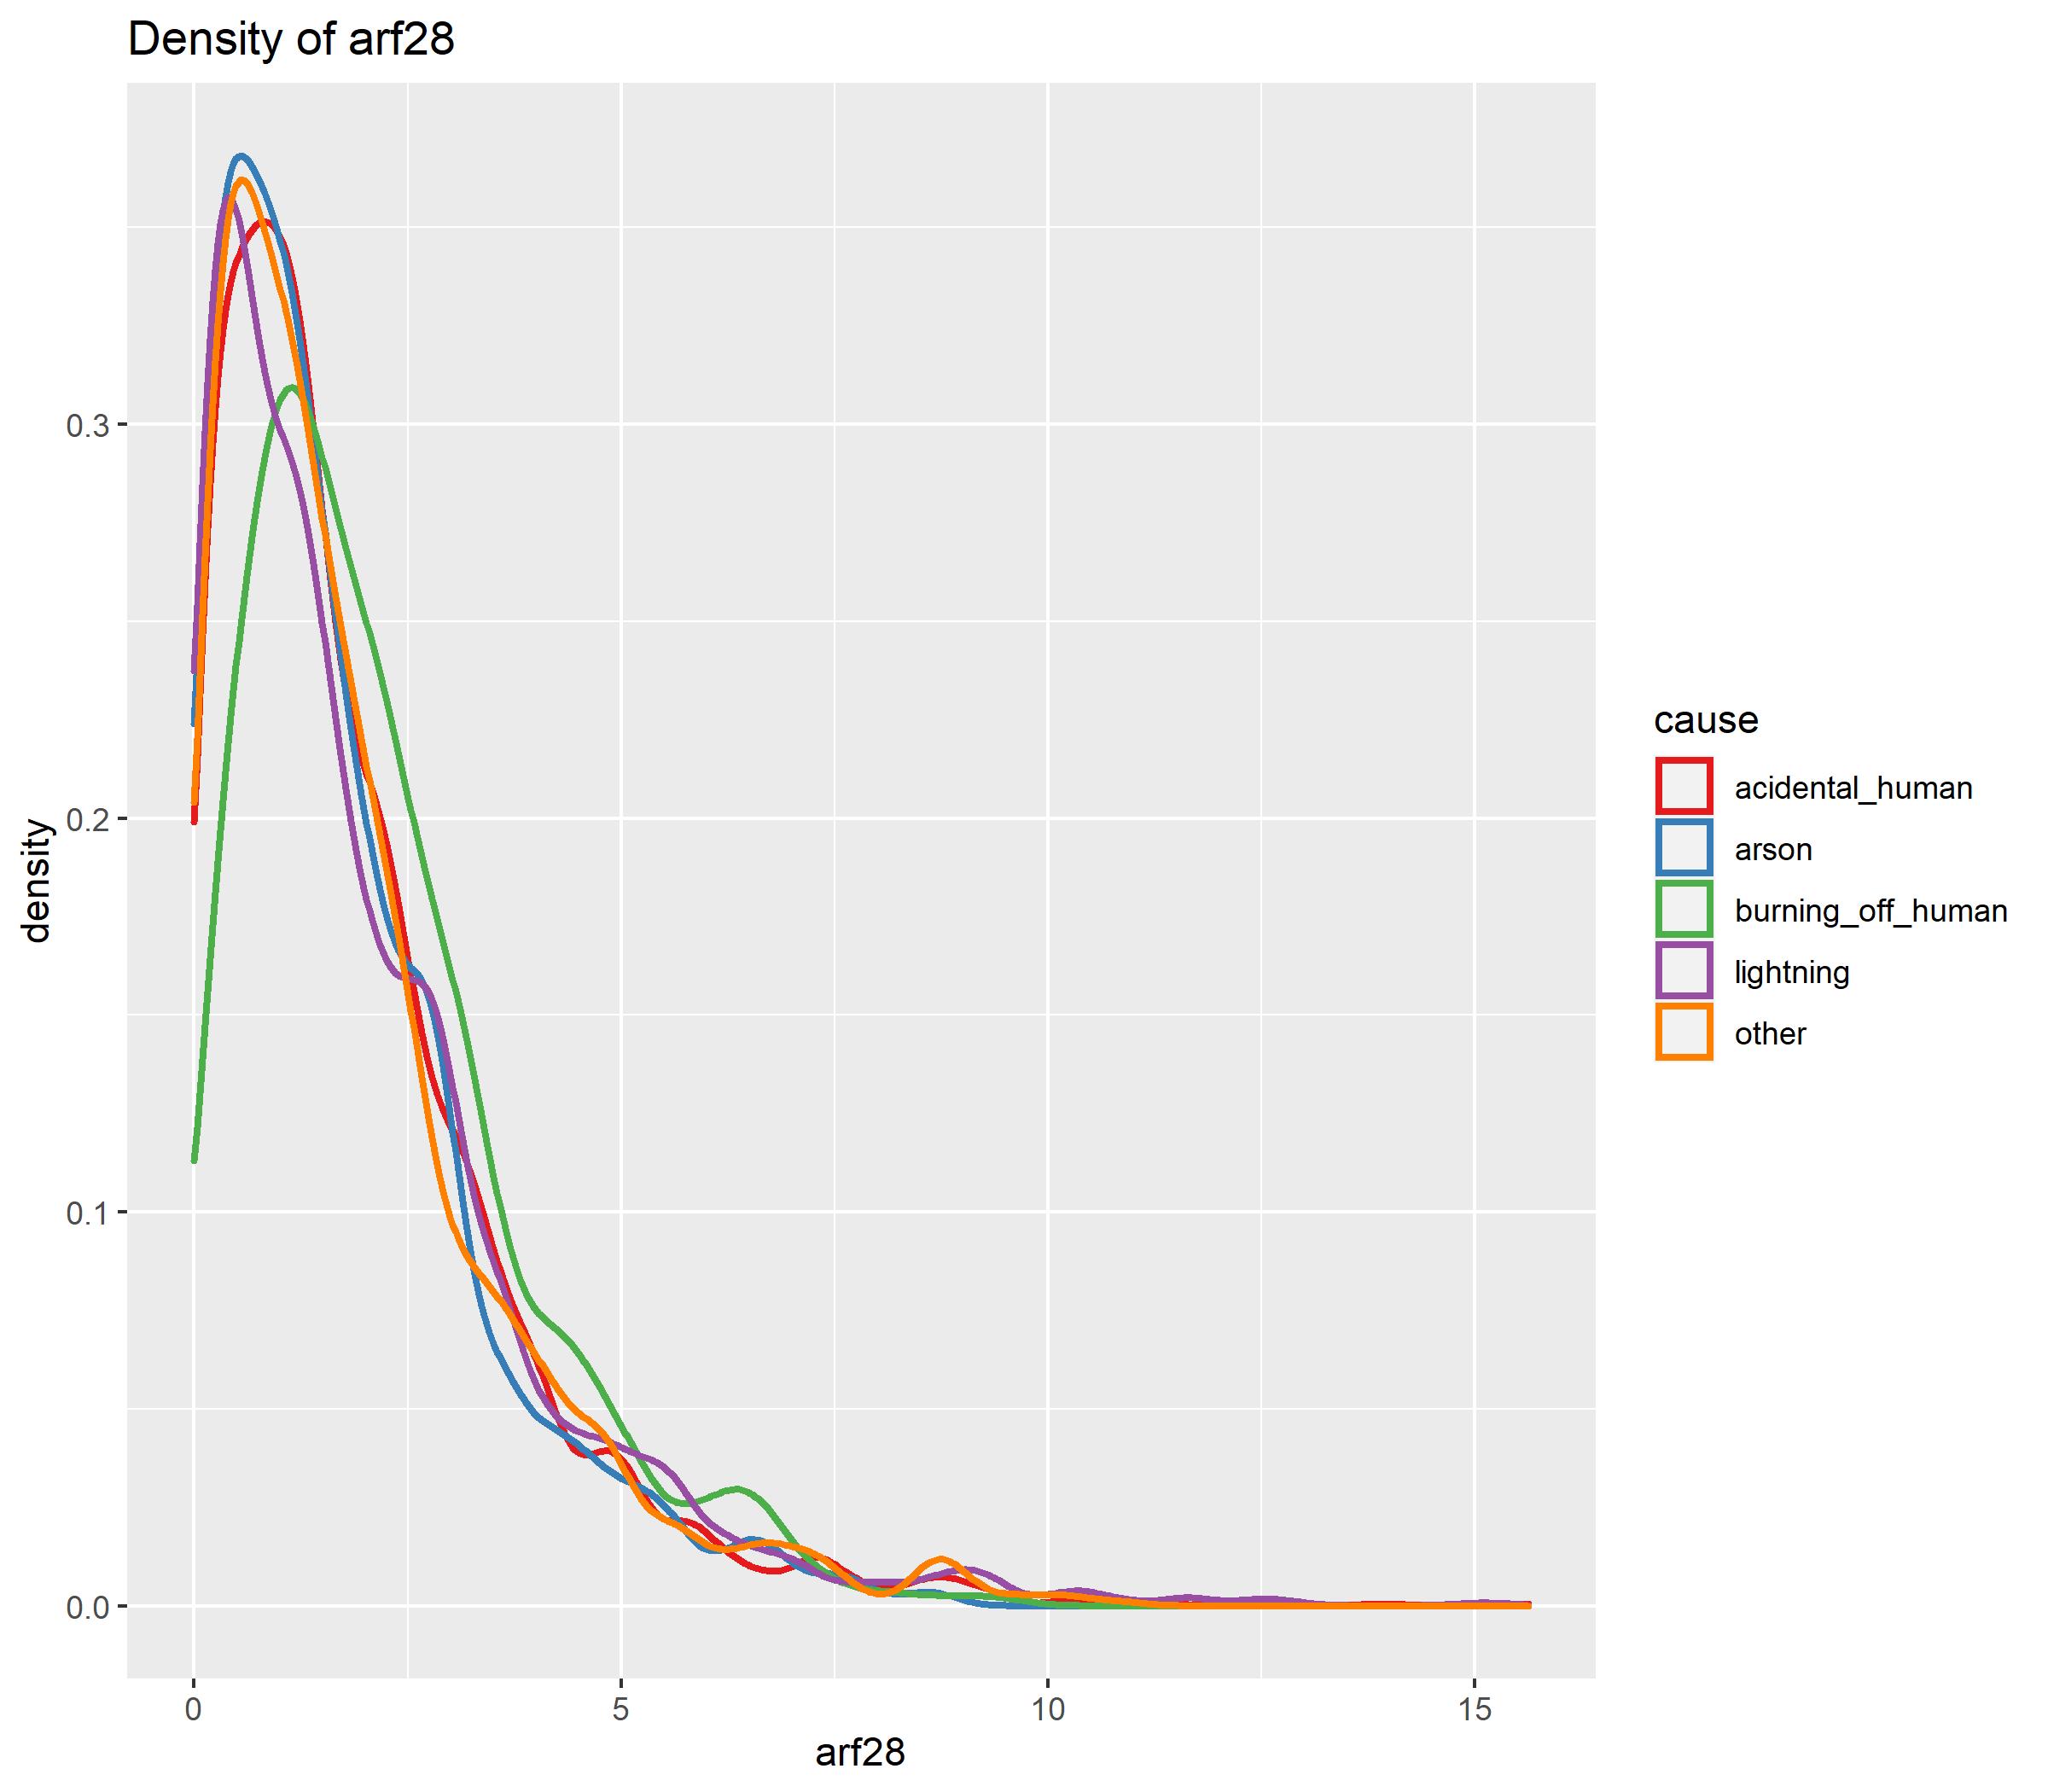 Density of arf28
density
0.3
0.2
0.1
0.0
0
5
10
15
arf28
cause
acidental_human
arson
burning_off_human
lightning
other